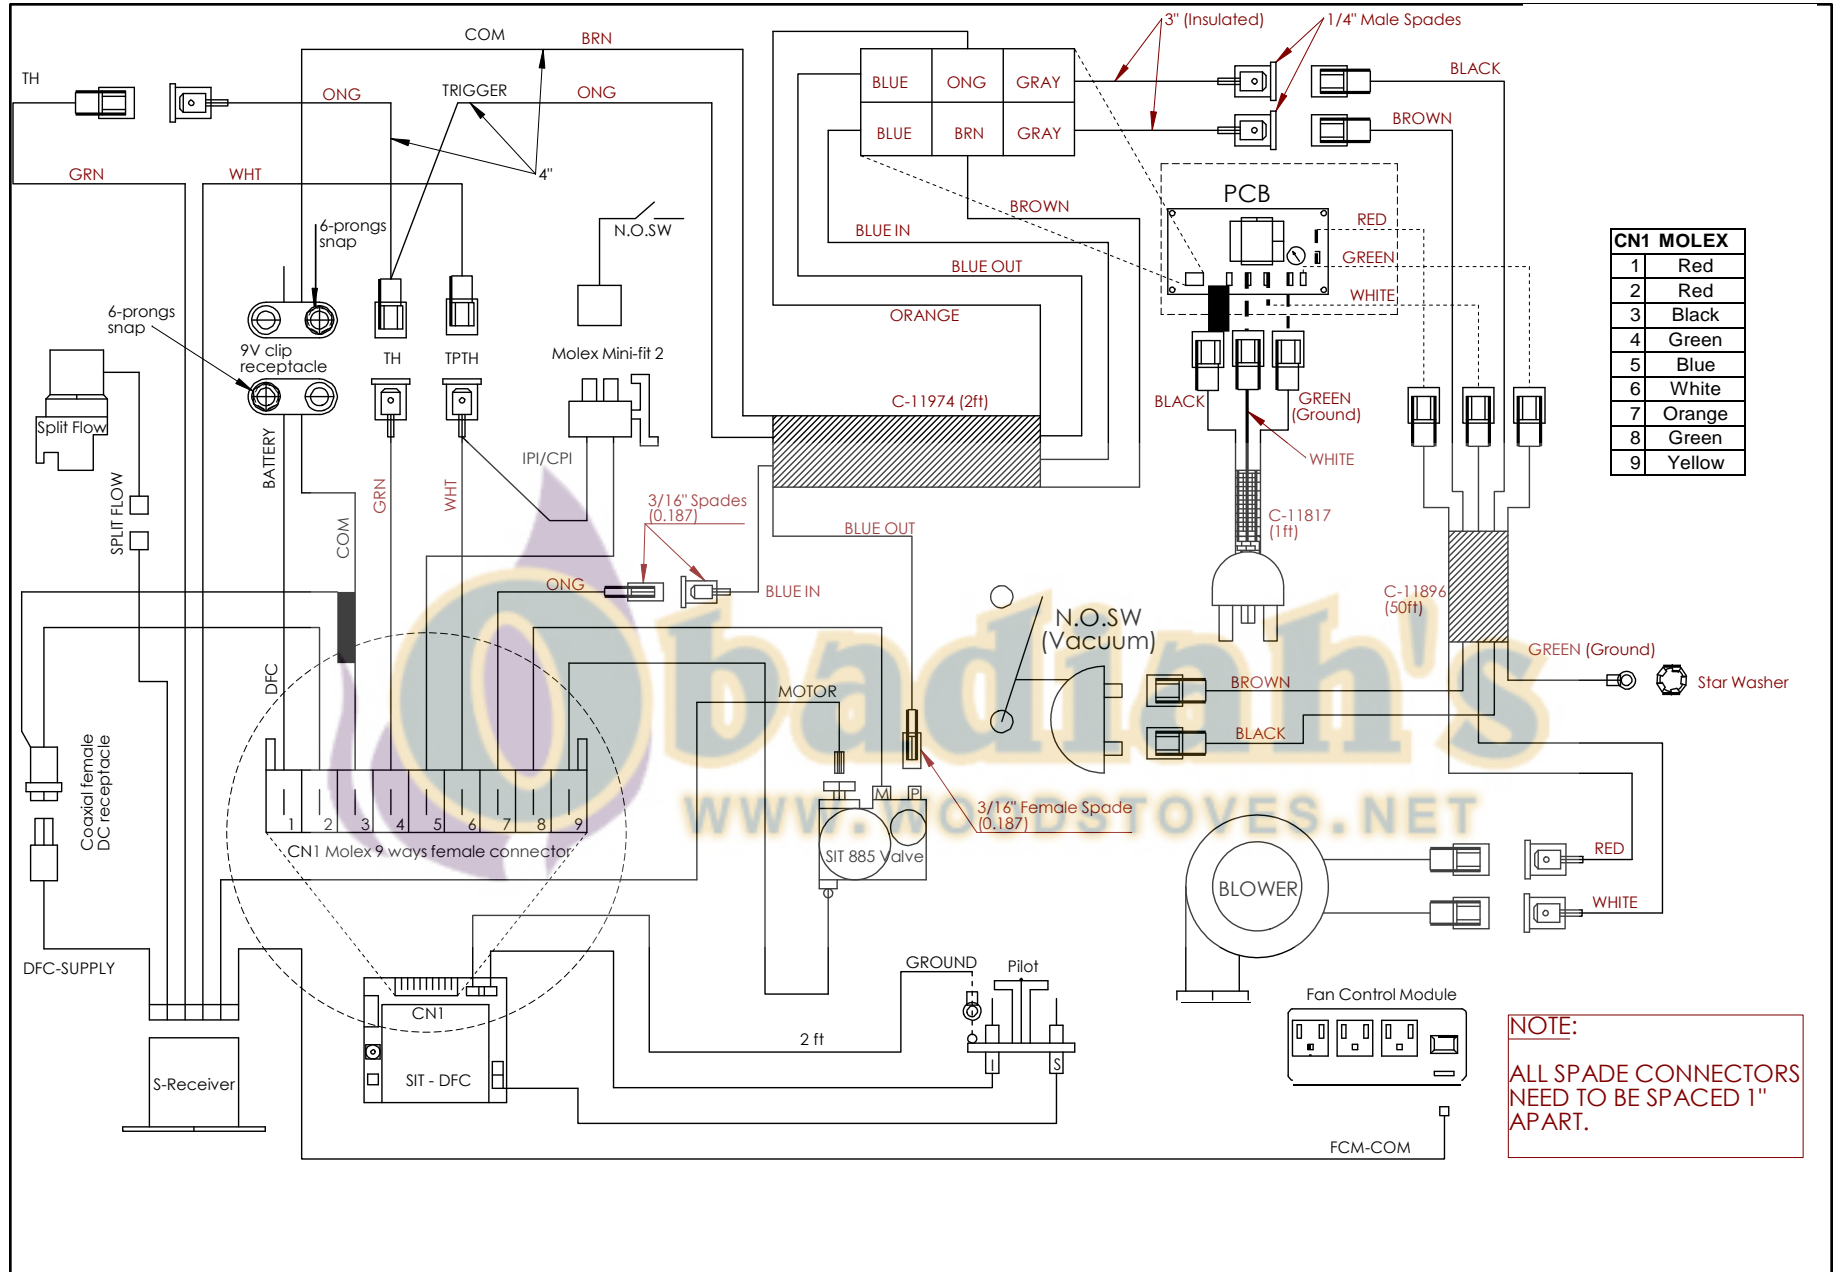 COM
BRN
3" (Insulated)
1/4" Male Spades
TH
ONG
TRIGGER
ONG
BLUE
ONG
GRAY
BLACK
BLUE
BRN
GRAY
BROWN
GRN
WHT
4"
PCB
6-prongs
snap
N.O.SW
BROWN
BLUE IN
BLUE OUT
RED
GREEN
WHITE
ORANGE
CN1 MOLEX
1 Red
2 Red
3 Black
4 Green
5 Blue
6 White
7 Orange
8 Green
9 Yellow
6-prongs
snap
9V clip
receptacle
TH
TPTH
Molex Mini-fit 2
Split Flow
C-11974 (2ft)
BLACK
GREEN
(Ground)
WHITE
BATTERY
IPI/CPI
SPLIT FLOW
COM
GRN
WHT
3/16" Spades
(0.187)
BLUE OUT
C-11817
(1ft)
ONG
BLUE IN
C-11896
(50ft)
N.O.SW
(Vacuum)
GREEN (Ground)
Star Washer
DFC
MOTOR
BROWN
BLACK
Obadiah's
WWW.WOODSTOVES.NET
Coaxial female
DC receptacle
1 2 3 4 5 6 7 8 9
CN1 Molex 9 ways female connector
M
P
SIT 885 Valve
3/16" Female Spade
(0.187)
BLOWER
RED
WHITE
DFC-SUPPLY
GROUND
Pilot
Fan Control Module
CN1
2 ft
I
S
S-Receiver
SIT - DFC
NOTE:
ALL SPADE CONNECTORS
NEED TO BE SPACED 1"
APART.
FCM-COM